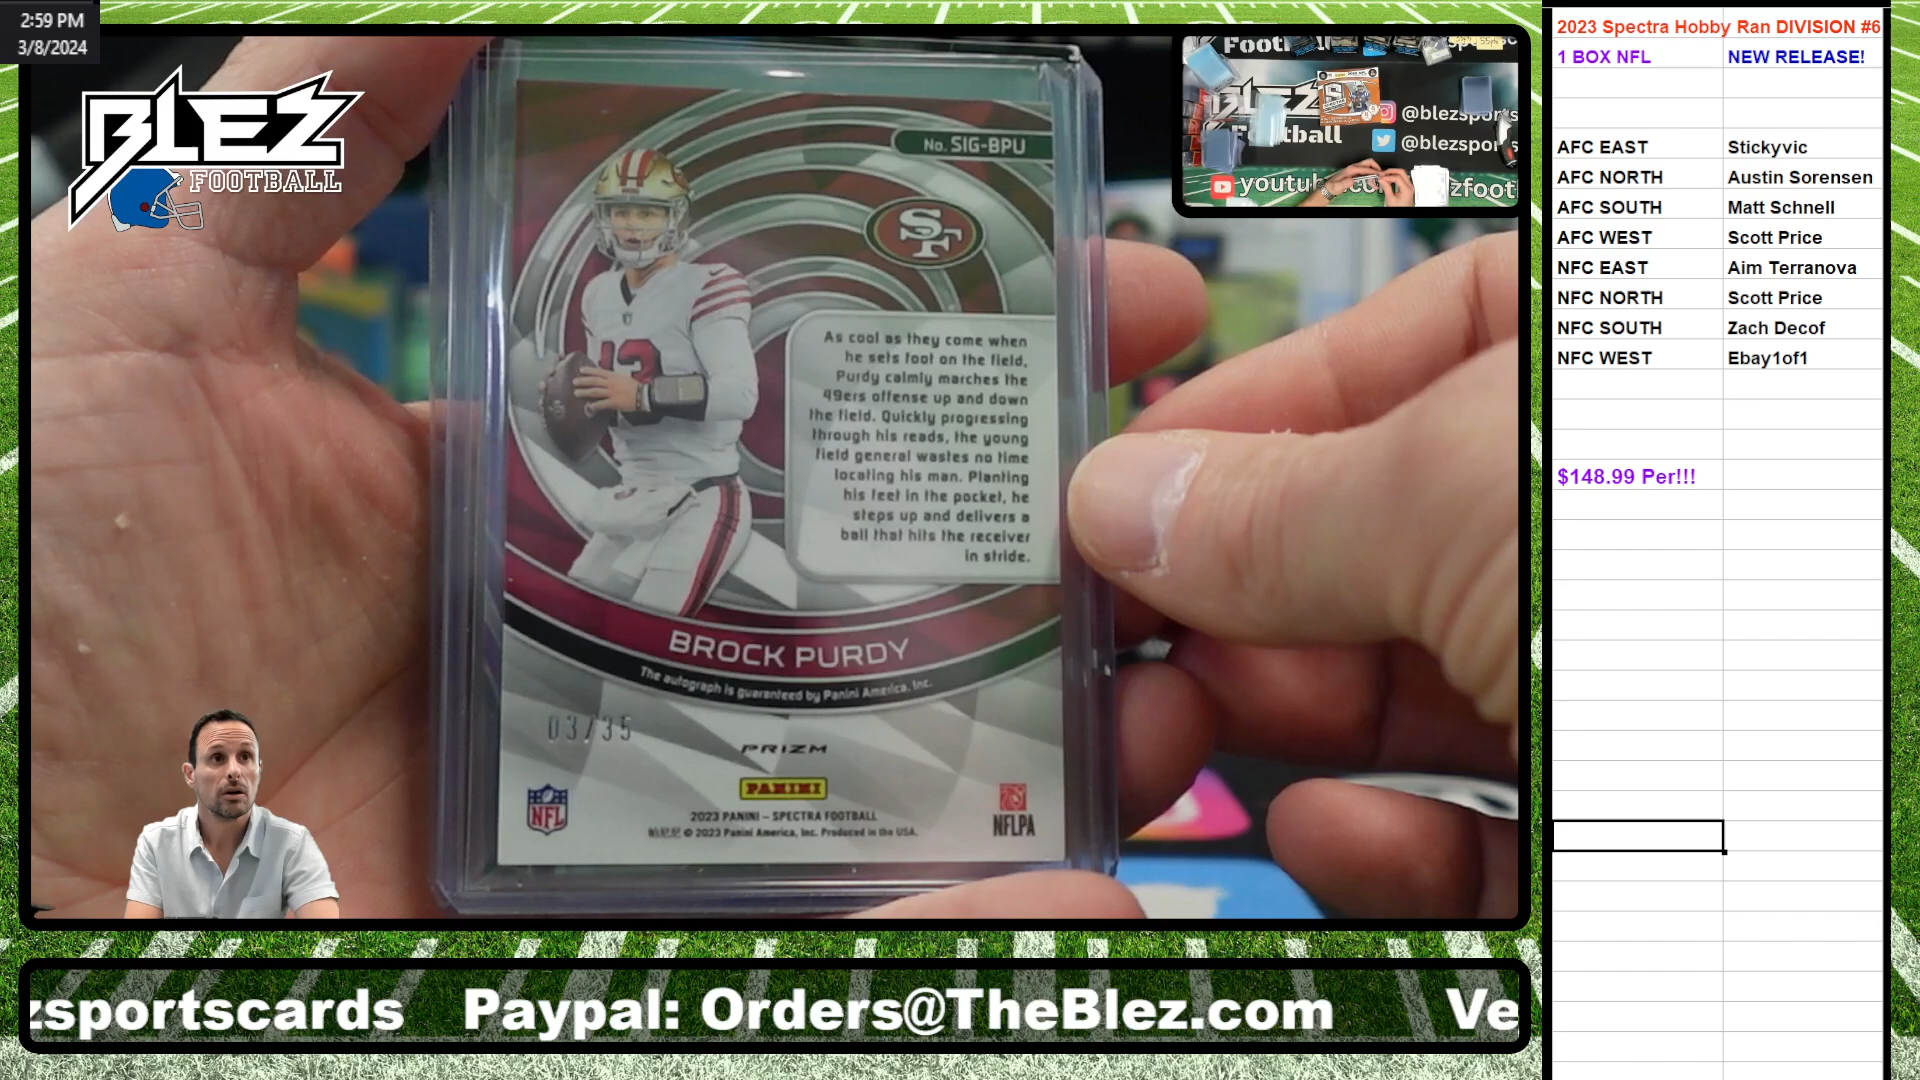 2:59 PM
3/8/2024
BLEZ
FOOTBALL
No. SIG-BPU
SF
13
As cool as they come when
he sets foot on the field,
Purdy calmly marches the
49ers offense up and down
the field. Quickly progressing
through his reads, the young
field general wastes no time
locating his man. Planting
his feet in the pocket, he
steps up and delivers a
ball that hits the receiver
in stride.
BROCK PURDY
The autograph is guaranteed by Panini America, Inc.
03/35
PRIZM
PANINI
NFL
NFLPA
2023 PANINI – SPECTRA FOOTBALL
© 2023 Panini America, Inc. Produced in the USA.
@blezsports
@blezspor
Football
zsportscards Paypal: Orders@TheBlez.com Ve
2023 Spectra Hobby Ran DIVISION #6
1 BOX NFL NEW RELEASE!
AFC EAST Stickyvic
AFC NORTH Austin Sorensen
AFC SOUTH Matt Schnell
AFC WEST Scott Price
NFC EAST Aim Terranova
NFC NORTH Scott Price
NFC SOUTH Zach Decof
NFC WEST Ebay1of1
$148.99 Per!!!